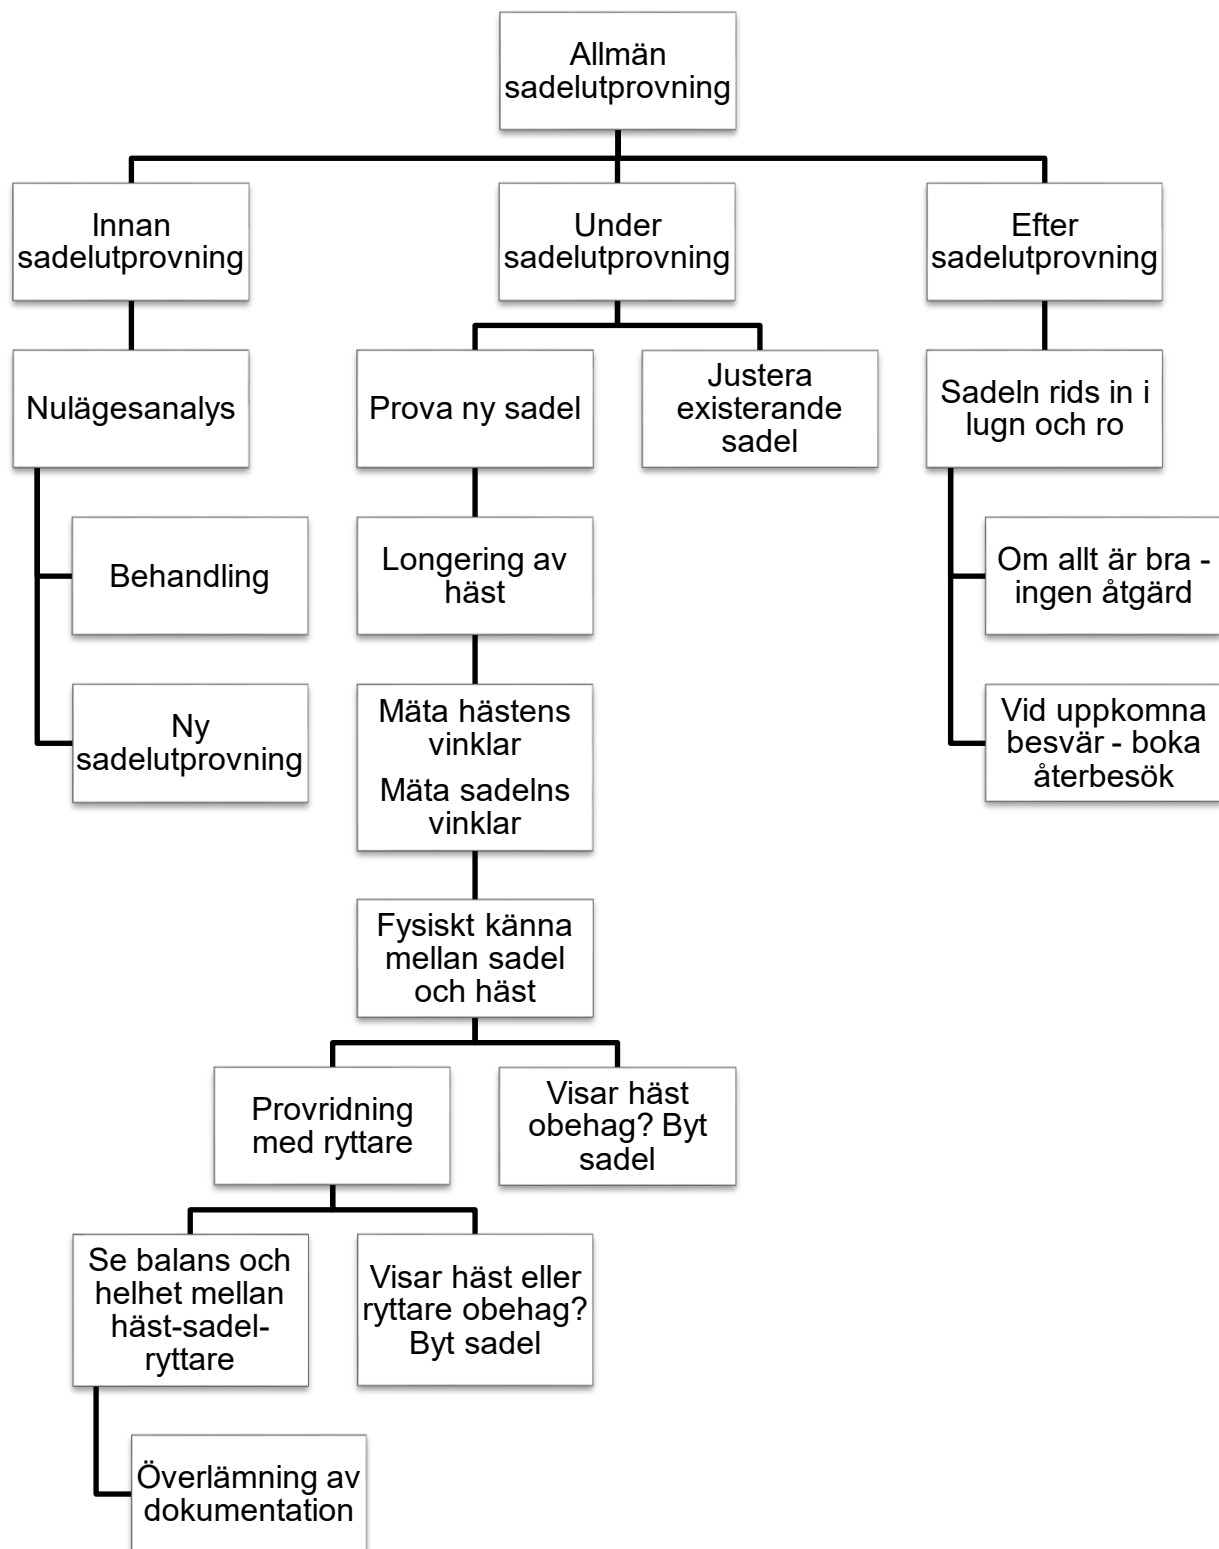 Allmän
sadelutprovning
Innan
sadelutprovning
Under
sadelutprovning
Efter
sadelutprovning
Nulägesanalys
Prova ny sadel
Justera
existerande
sadel
Sadeln rids in i
lugn och ro
Behandling
Longering av
häst
Om allt är bra -
ingen åtgärd
Ny
sadelutprovning
Mäta hästens
vinklar
Mäta sadelns
vinklar
Vid uppkomna
besvär - boka
återbesök
Fysiskt känna
mellan sadel
och häst
Provridning
med ryttare
Visar häst
obehag? Byt
sadel
Se balans och
helhet mellan
häst-sadel-
ryttare
Visar häst eller
ryttare obehag?
Byt sadel
Överlämning av
dokumentation